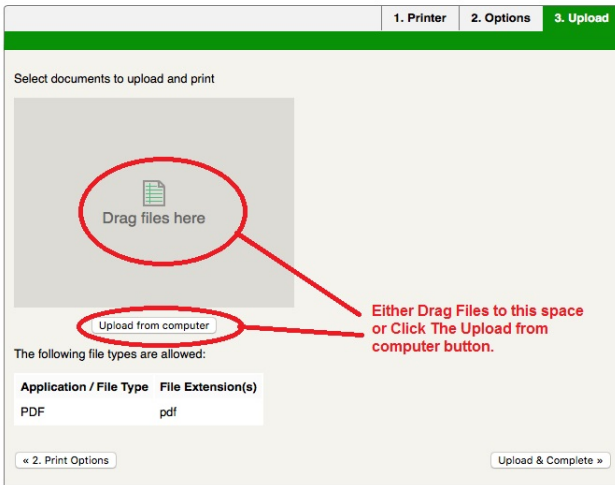 1. Printer 2. Options 3. Upload
Select documents to upload and print
Drag files here
Upload from computer
Either Drag Files to this space
or Click The Upload from
computer button.
The following file types are allowed:
Application / File Type File Extension(s)
PDF pdf
« 2. Print Options Upload & Complete »